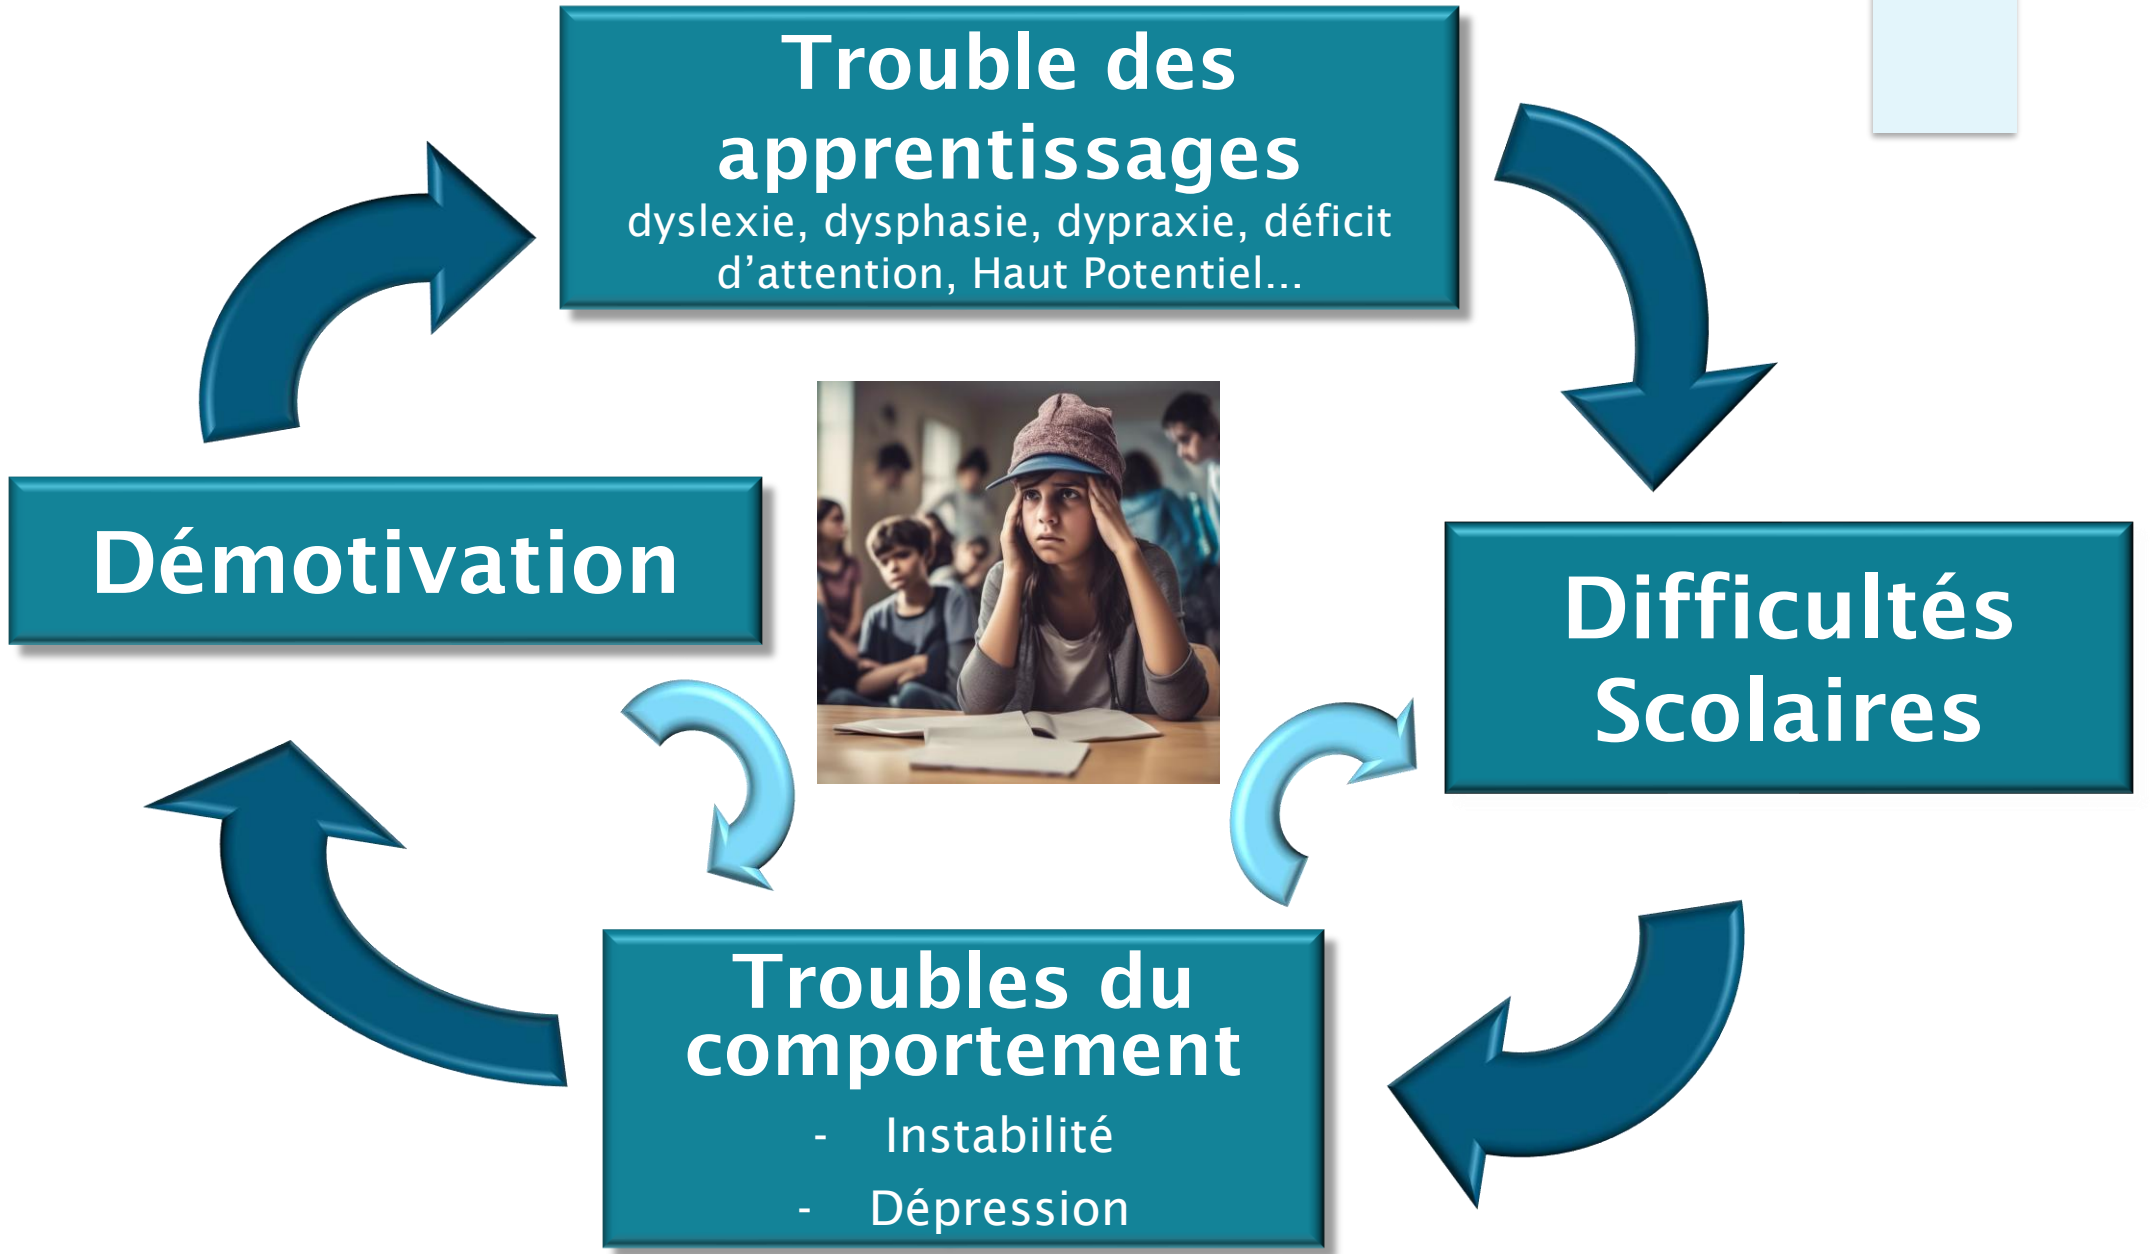 Trouble des
apprentissages
dyslexie, dysphasie, dypraxie, déficit
d’attention, Haut Potentiel...
Démotivation
Difficultés
Scolaires
Troubles du
comportement
- Instabilité
- Dépression